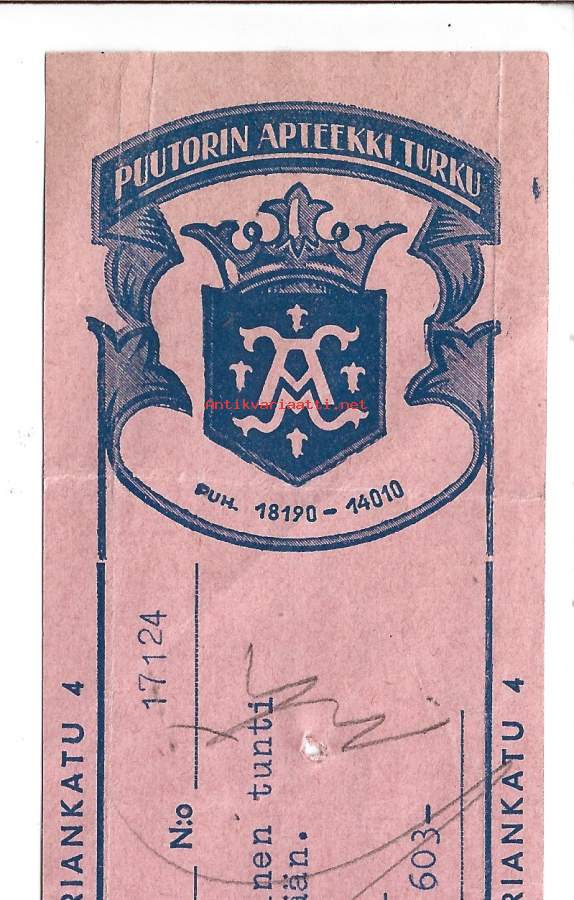 PUUTORIN APTEEKKI, TURKU
Antikvariaatti.net
PUH. 18190 - 14010
RIANKATU 4
N:o 17124
nen tunti
ään.
603-
RIANKATU 4